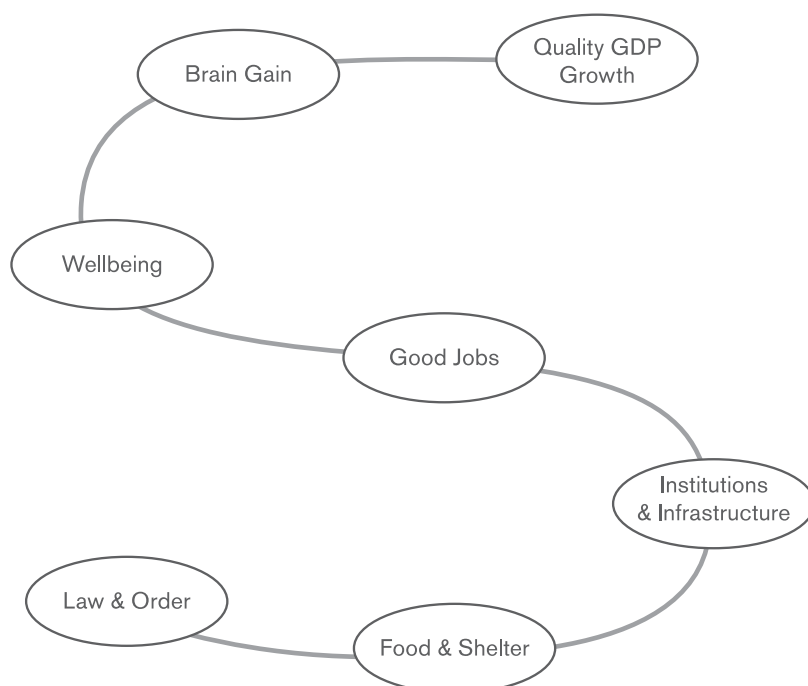 Quality GDP
Growth
Brain Gain
Wellbeing
Good Jobs
Institutions
& Infrastructure
Law & Order
Food & Shelter